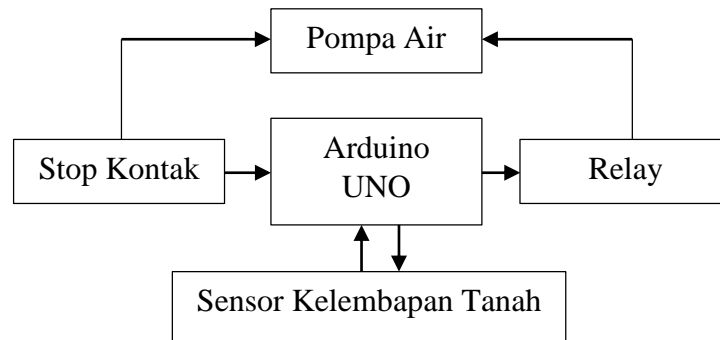 Pompa Air
Stop Kontak
Arduino
UNO
Relay
Sensor Kelembapan Tanah